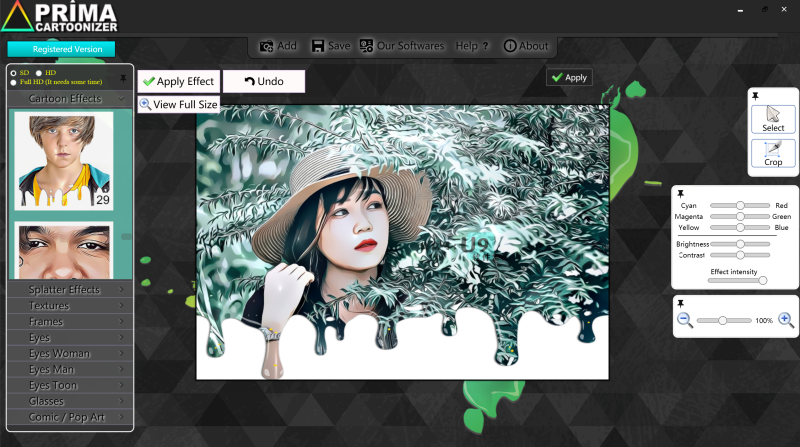 PRÎMA
CARTOONIZER
Registered Version
Add
Save
Our Softwares
Help ?
About
SD
HD
Full HD (It needs some time)
Cartoon Effects
29
Splatter Effects
Textures
Frames
Eyes
Eyes Woman
Eyes Man
Eyes Toon
Glasses
Comic / Pop Art
Apply Effect
Undo
View Full Size
Apply
U9
Select
Crop
Cyan
Red
Magenta
Green
Yellow
Blue
Brightness
Contrast
Effect intensity
100%